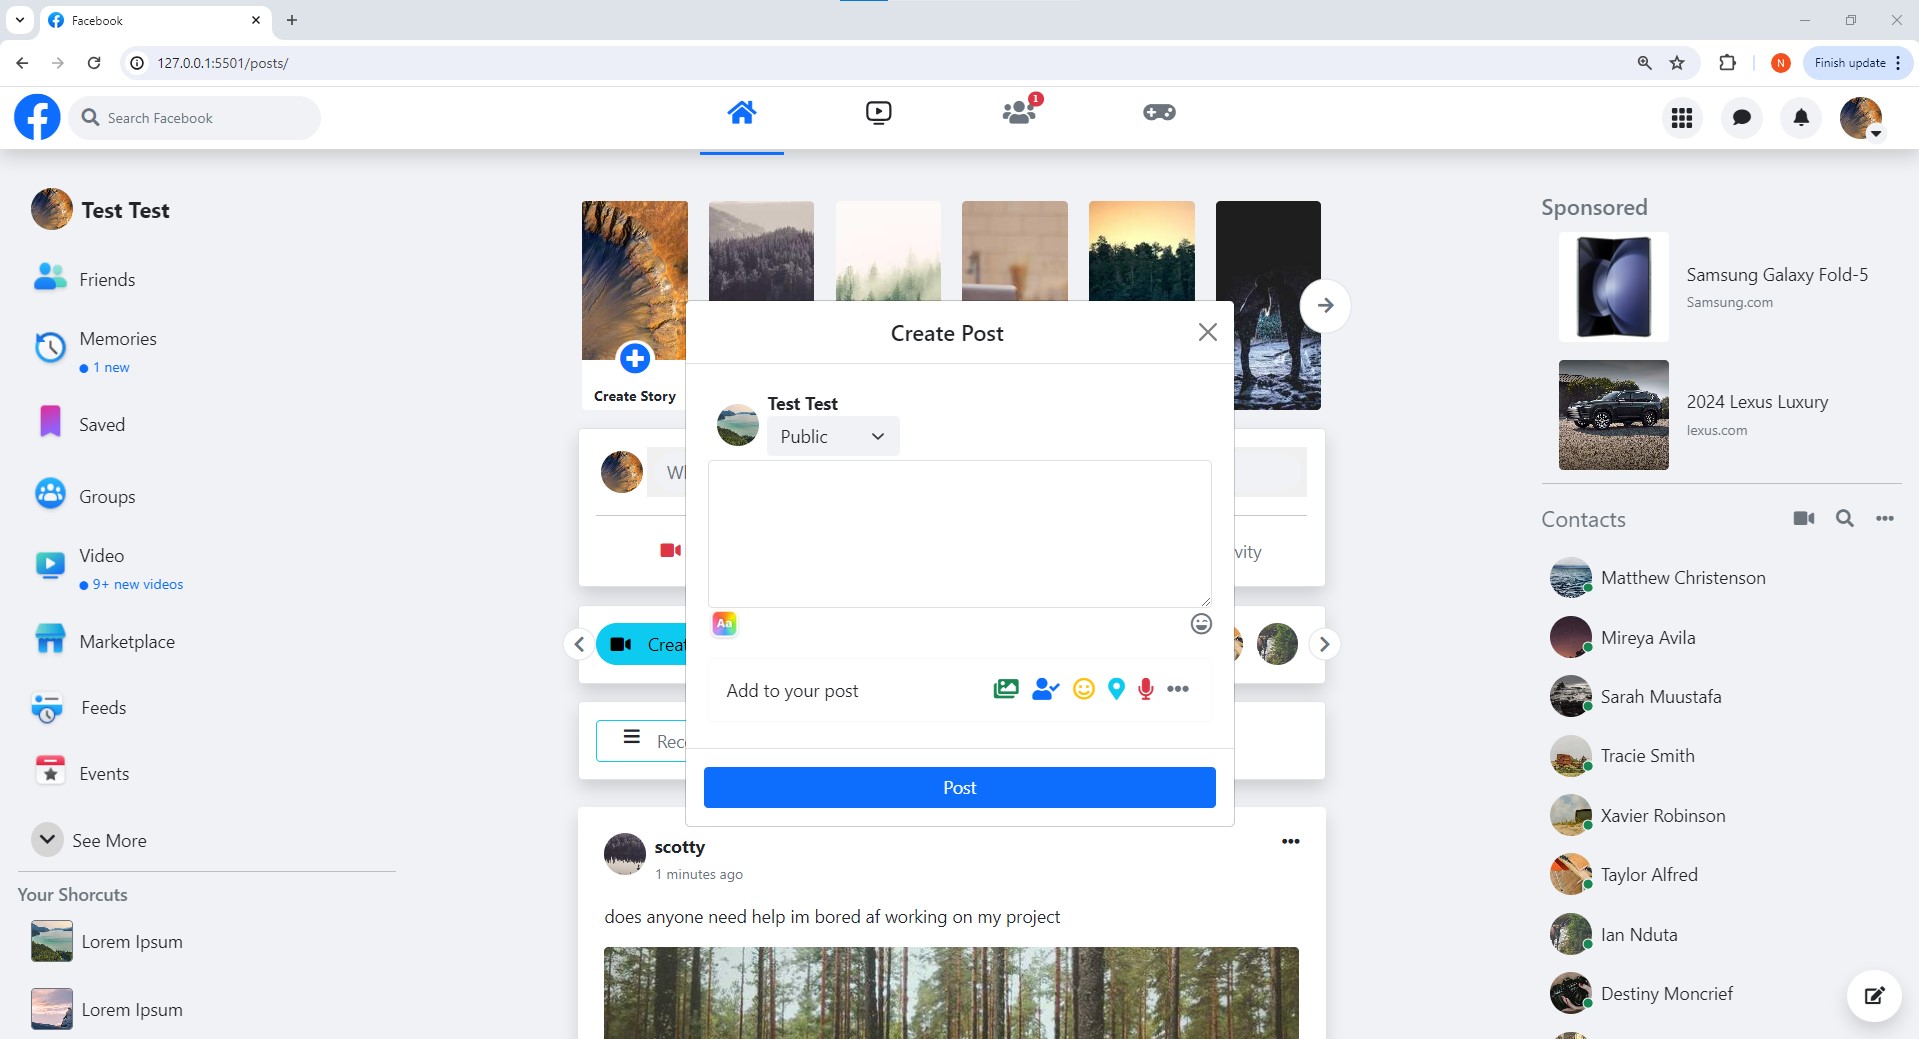 Facebook
127.0.0.1:5501/posts/
Finish update
Search Facebook
1
Test Test
Friends
Memories
1 new
Saved
Groups
Video
9+ new videos
Marketplace
Feeds
Events
See More
Your Shorcuts
Lorem Ipsum
Lorem Ipsum
Create Story
Create Post
Test Test
Public
Aa
Add to your post
Post
vity
scotty
1 minutes ago
does anyone need help im bored af working on my project
Sponsored
Samsung Galaxy Fold-5
Samsung.com
2024 Lexus Luxury
lexus.com
Contacts
Matthew Christenson
Mireya Avila
Sarah Muustafa
Tracie Smith
Xavier Robinson
Taylor Alfred
Ian Nduta
Destiny Moncrief
N